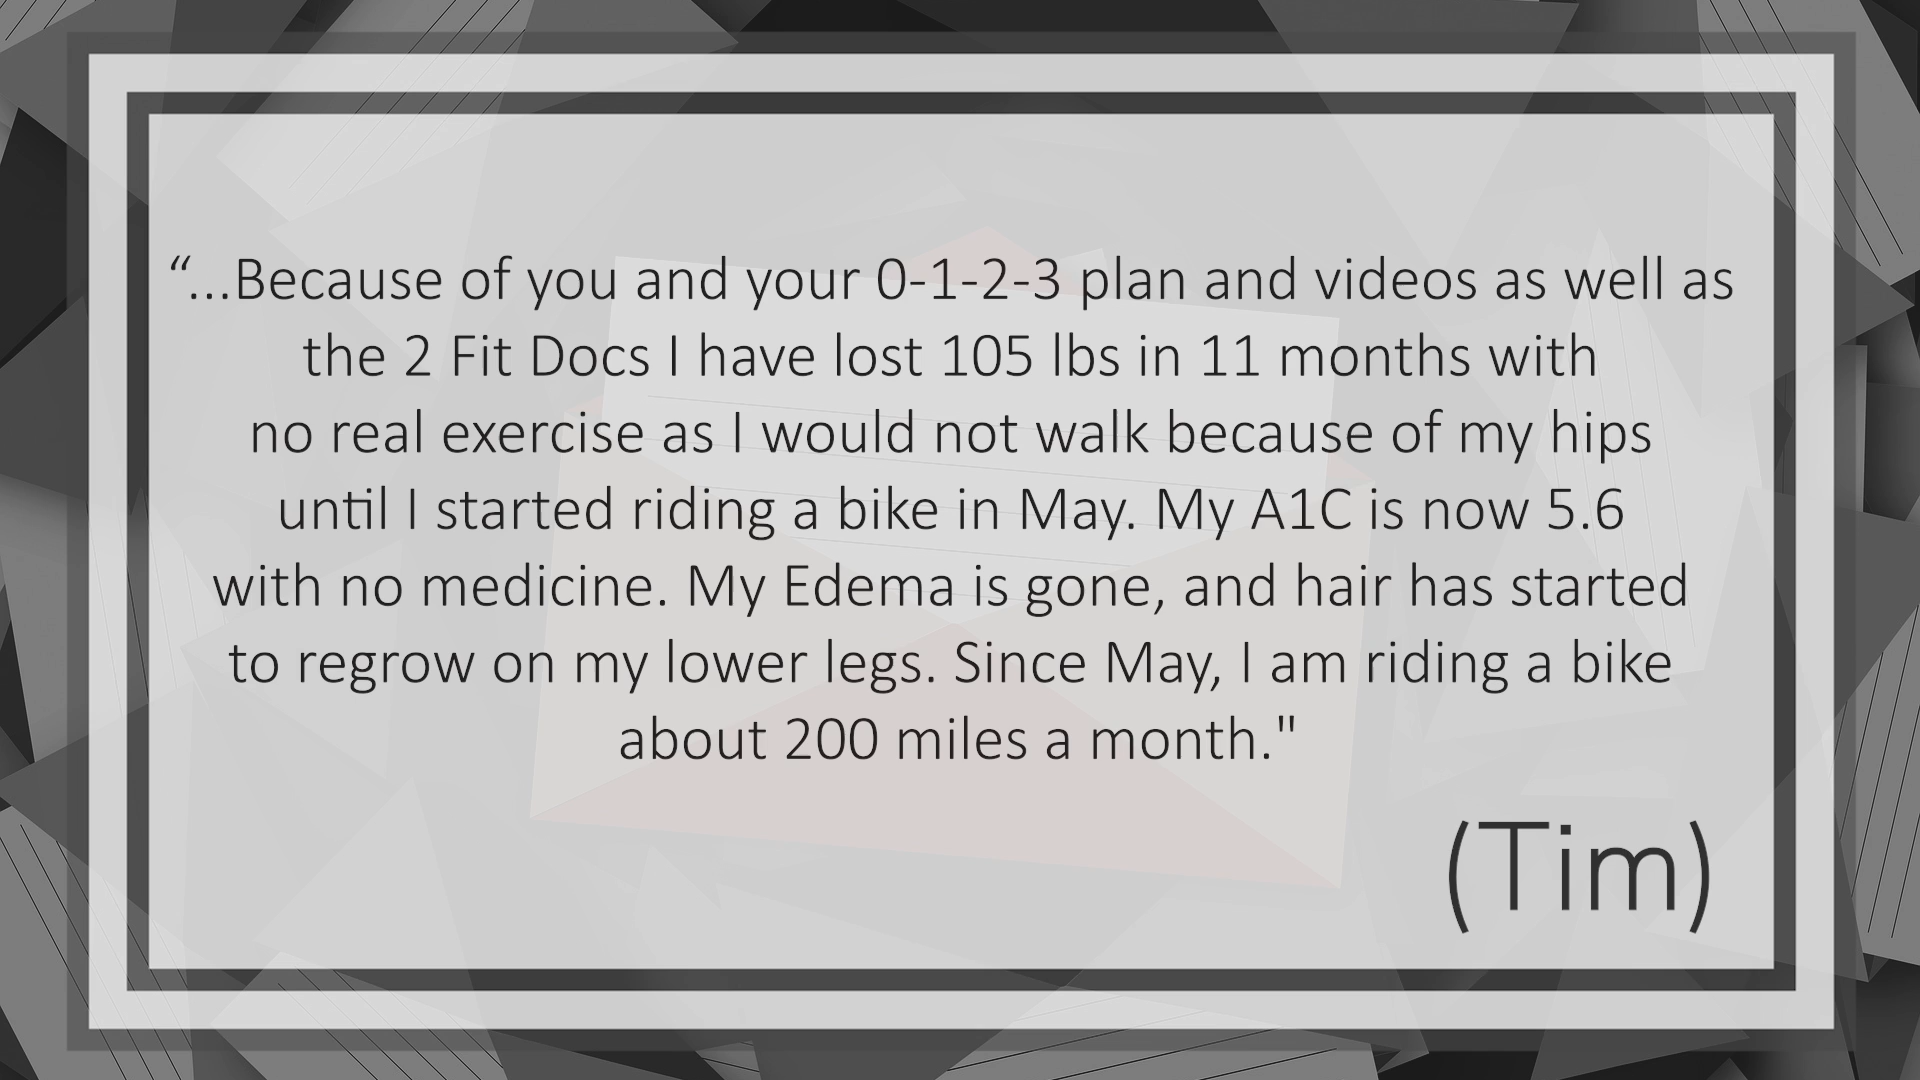 “...Because of you and your 0-1-2-3 plan and videos as well as
the 2 Fit Docs I have lost 105 lbs in 11 months with
no real exercise as I would not walk because of my hips
until I started riding a bike in May. My A1C is now 5.6
with no medicine. My Edema is gone, and hair has started
to regrow on my lower legs. Since May, I am riding a bike
about 200 miles a month."
(Tim)